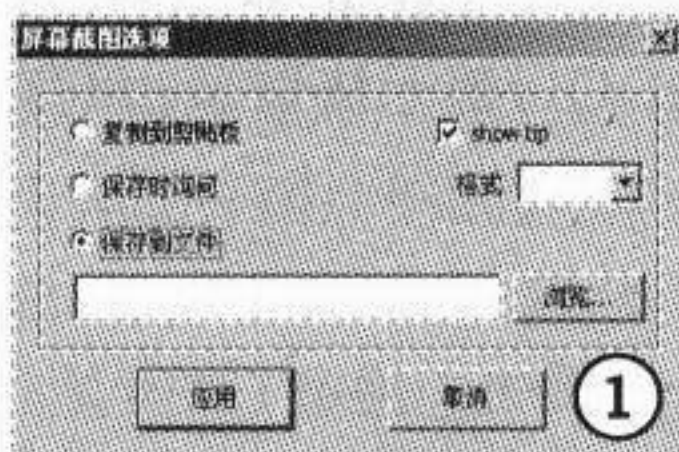 屏幕截图选项
复制到剪贴板
show tip
保存时询问
格式
保存到文件
浏览...
应用
取消
1